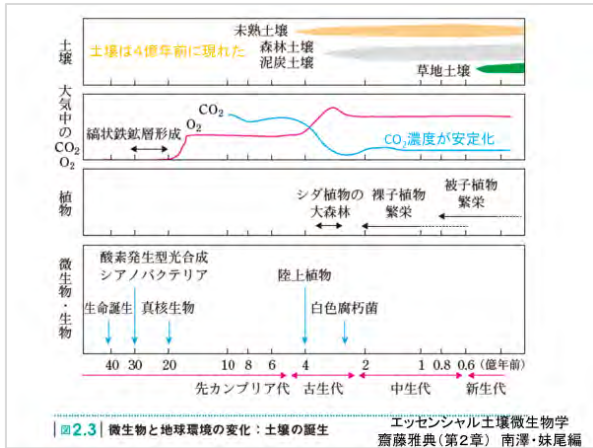 土壌
土壌は4億年前に現れた
未熟土壌
森林土壌
泥炭土壌
草地土壌
大気中のCO₂ O₂
CO₂
O₂
縞状鉄鉱層形成
CO₂濃度が安定化
植物
シダ植物の
大森林
裸子植物
繁栄
被子植物
繁栄
微生物・生物
酸素発生型光合成
シアノバクテリア
生命誕生
真核生物
陸上植物
白色腐朽菌
40 30 20 10 8 6 4 2 1 0.8 0.6 (億年前)
先カンブリア代 古生代 中生代 新生代
図2.3 微生物と地球環境の変化：土壌の誕生
エッセンシャル土壌微生物学
齋藤雅典(第2章) 南澤・妹尾編